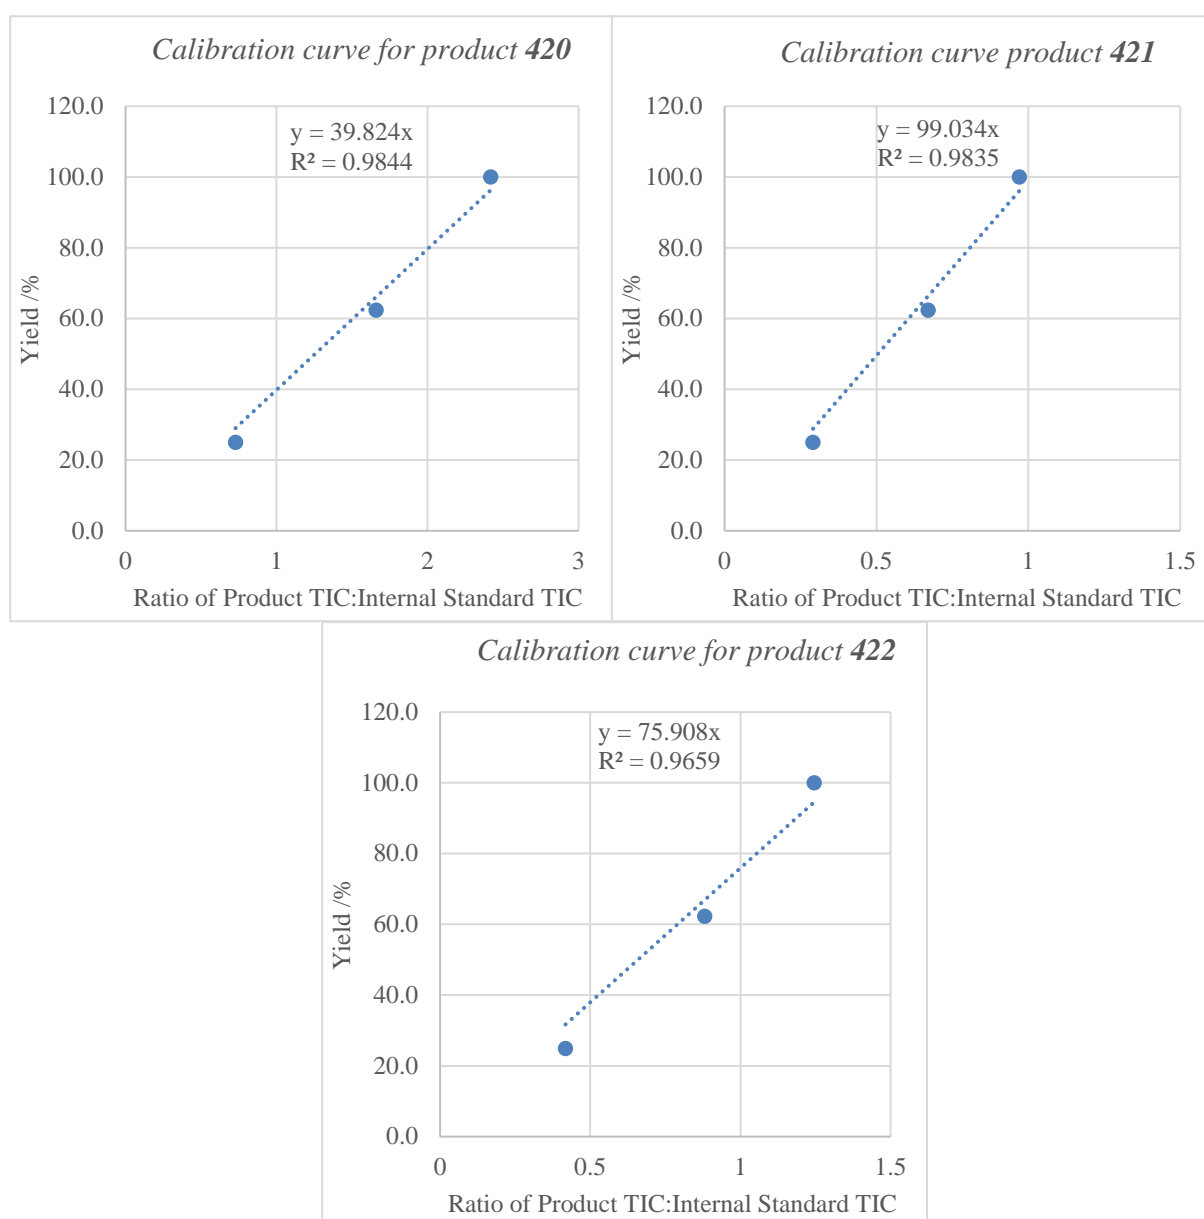 Calibration curve for product 420
y = 39.824x
R² = 0.9844
120.0
100.0
80.0
60.0
40.0
20.0
0.0
Yield /%
0 1 2 3
Ratio of Product TIC:Internal Standard TIC
Calibration curve product 421
y = 99.034x
R² = 0.9835
120.0
100.0
80.0
60.0
40.0
20.0
0.0
Yield /%
0 0.5 1 1.5
Ratio of Product TIC:Internal Standard TIC
Calibration curve for product 422
y = 75.908x
R² = 0.9659
120.0
100.0
80.0
60.0
40.0
20.0
0.0
Yield /%
0 0.5 1 1.5
Ratio of Product TIC:Internal Standard TIC